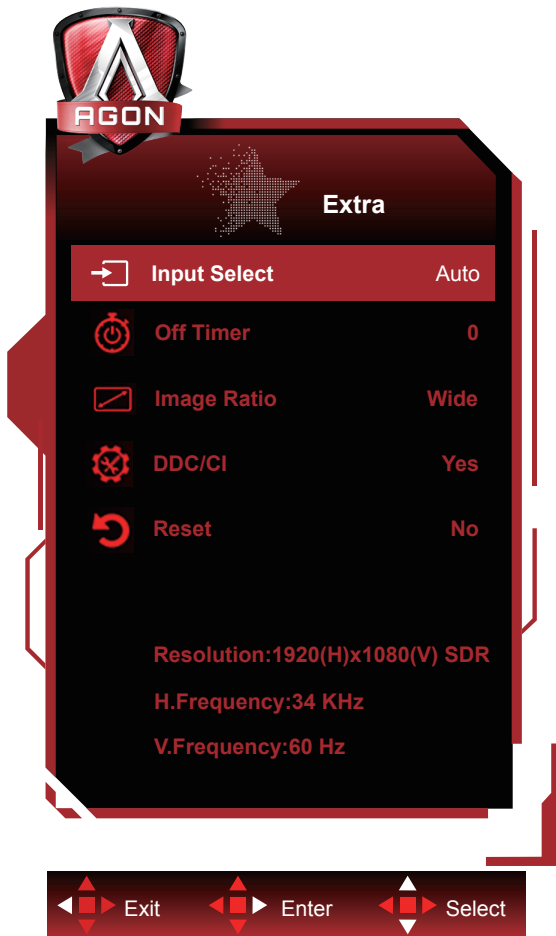 AGON
Extra
Input Select Auto
Off Timer 0
Image Ratio Wide
DDC/CI Yes
Reset No
Resolution:1920(H)x1080(V) SDR
H.Frequency:34 KHz
V.Frequency:60 Hz
Exit Enter Select